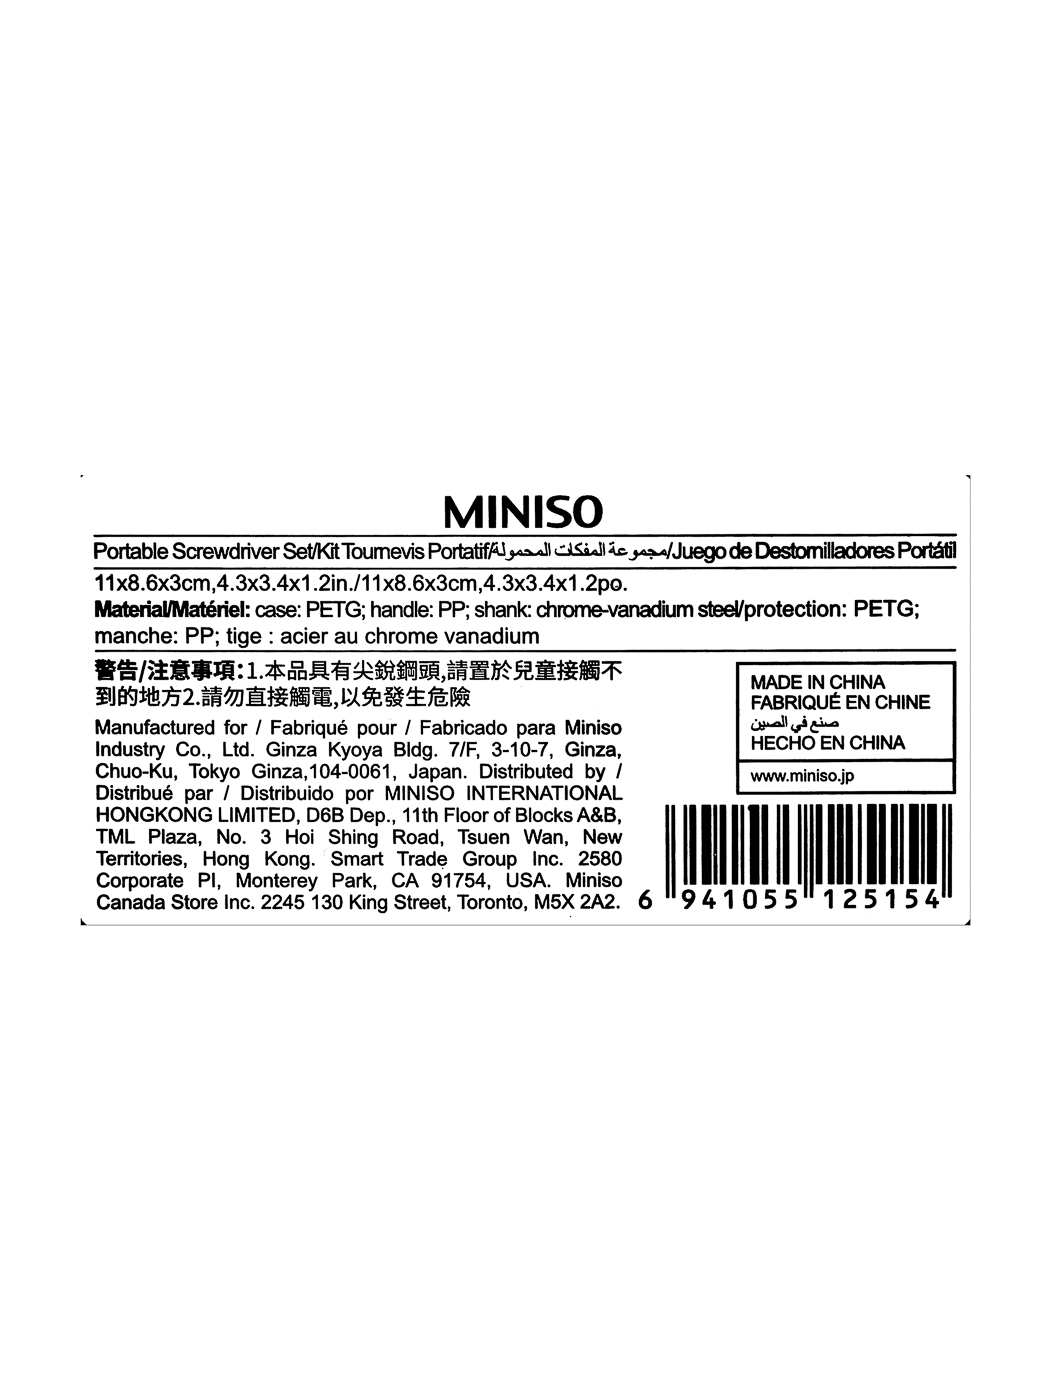 MINISO
Portable Screwdriver Set/Kit Tournevis Portatif/مجموعة المفكات المحمولة/Juego de Destornilladores Portátil
11x8.6x3cm,4.3x3.4x1.2in./11x8.6x3cm,4.3x3.4x1.2po.
Material/Matériel: case: PETG; handle: PP; shank: chrome-vanadium steel/protection: PETG;
manche: PP; tige : acier au chrome vanadium
警告/注意事項:1.本品具有尖銳鋼頭,請置於兒童接觸不
到的地方2.請勿直接觸電,以免發生危險
Manufactured for / Fabriqué pour / Fabricado para Miniso
Industry Co., Ltd. Ginza Kyoya Bldg. 7/F, 3-10-7, Ginza,
Chuo-Ku, Tokyo Ginza,104-0061, Japan. Distributed by /
Distribué par / Distribuido por MINISO INTERNATIONAL
HONGKONG LIMITED, D6B Dep., 11th Floor of Blocks A&B,
TML Plaza, No. 3 Hoi Shing Road, Tsuen Wan, New
Territories, Hong Kong. Smart Trade Group Inc. 2580
Corporate Pl, Monterey Park, CA 91754, USA. Miniso
Canada Store Inc. 2245 130 King Street, Toronto, M5X 2A2.
MADE IN CHINA
FABRIQUÉ EN CHINE
صنع في الصين
HECHO EN CHINA
www.miniso.jp
6 941055 125154